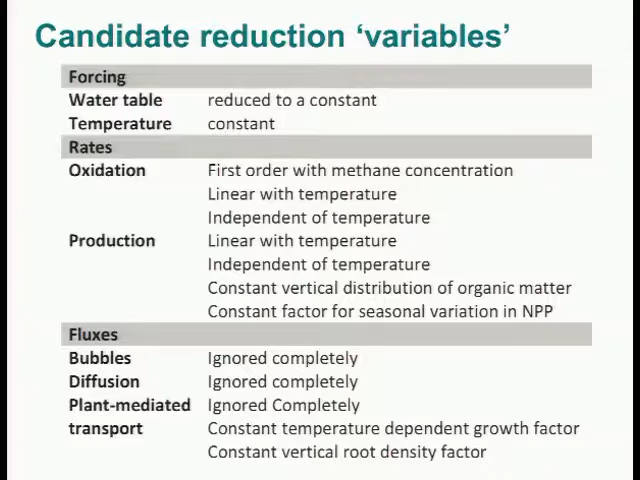 Candidate reduction ‘variables’
Forcing
Water table reduced to a constant
Temperature constant
Rates
Oxidation First order with methane concentration
Linear with temperature
Independent of temperature
Production Linear with temperature
Independent of temperature
Constant vertical distribution of organic matter
Constant factor for seasonal variation in NPP
Fluxes
Bubbles Ignored completely
Diffusion Ignored completely
Plant-mediated Ignored Completely
transport Constant temperature dependent growth factor
Constant vertical root density factor